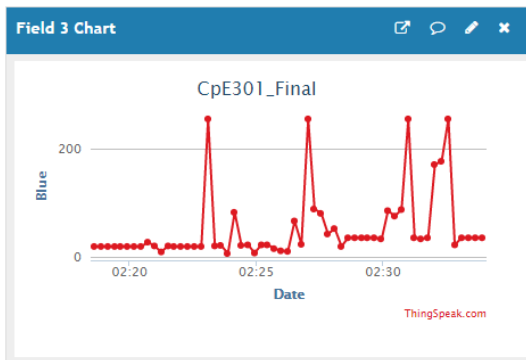 Field 3 Chart
CpE301_Final
200
Blue
0
02:20 02:25 02:30
Date
ThingSpeak.com